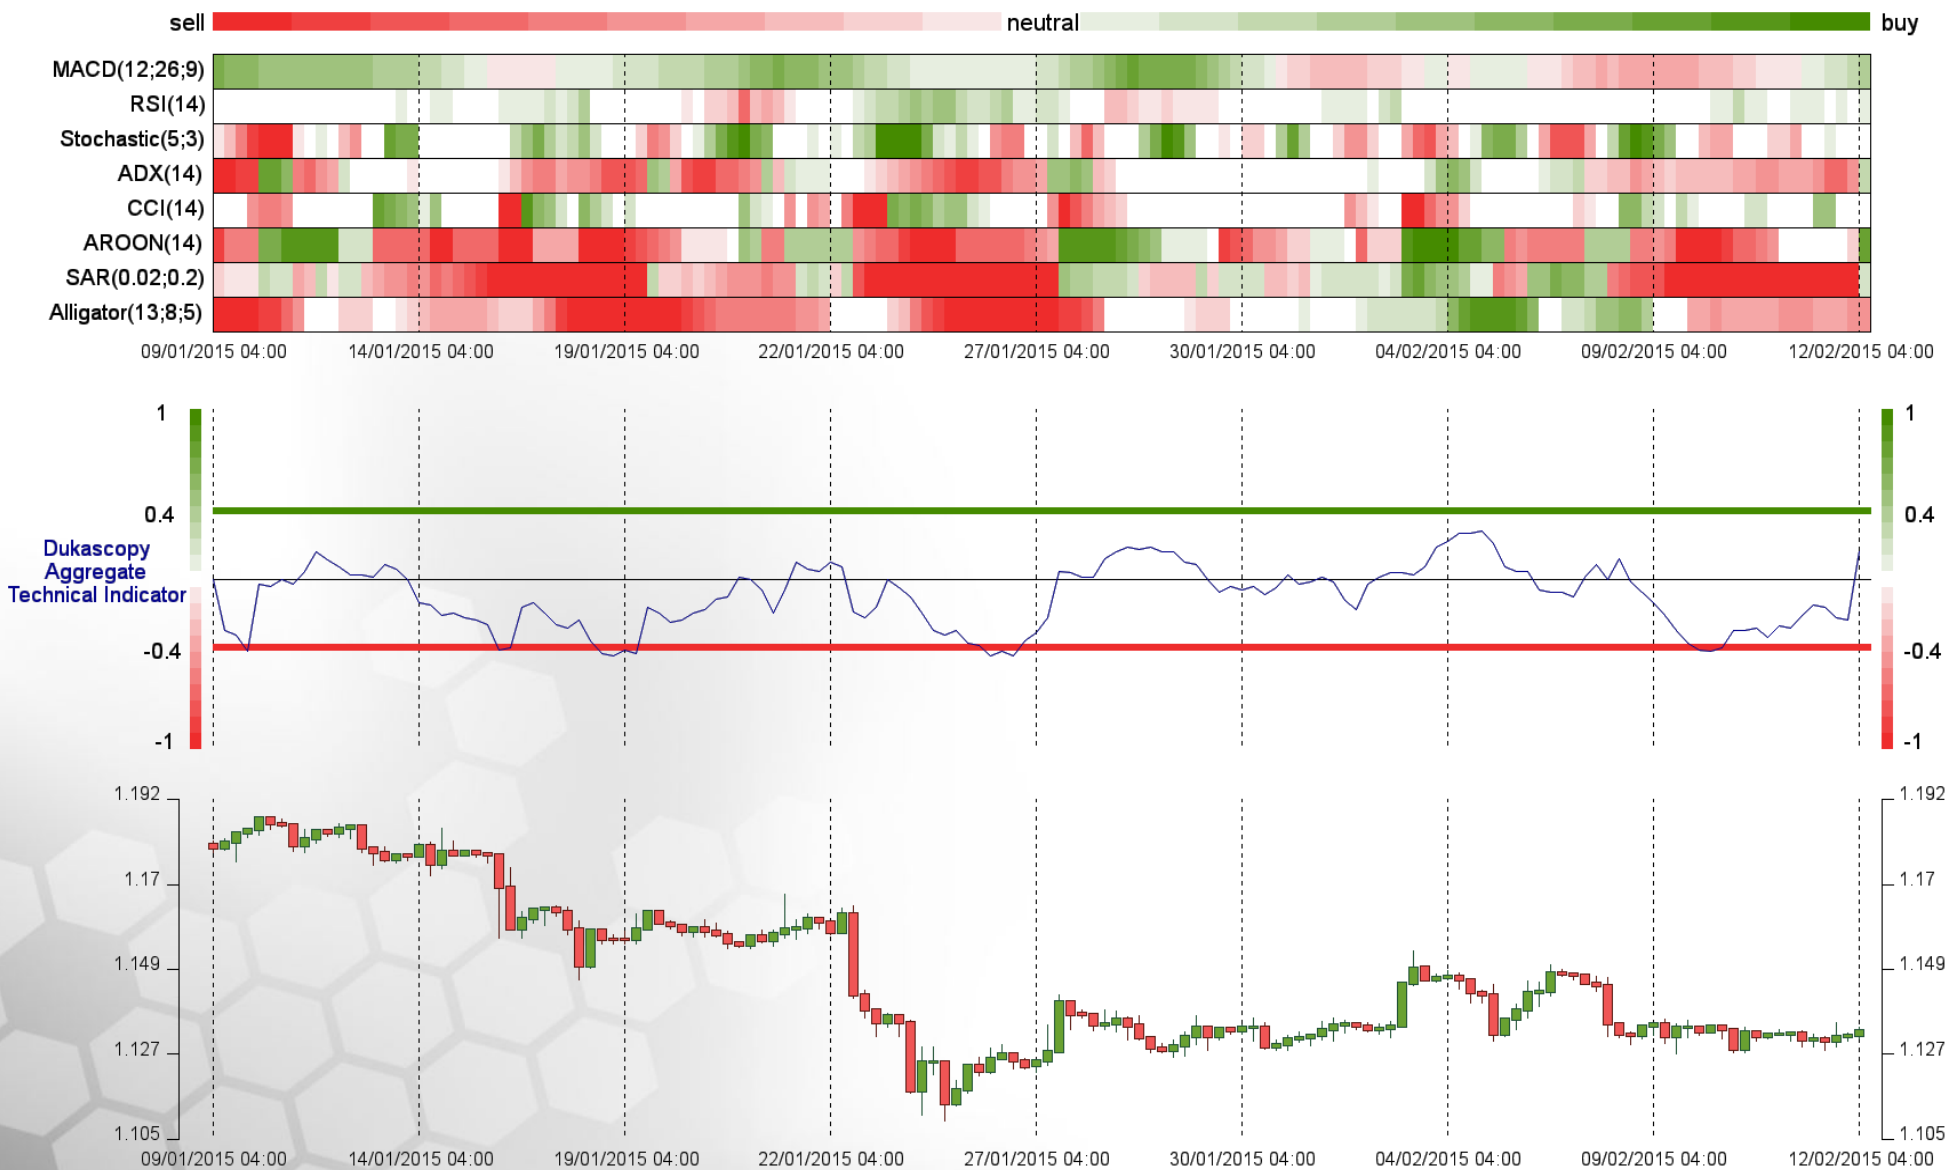 sell neutral buy
MACD(12;26;9)
RSI(14)
Stochastic(5;3)
ADX(14)
CCI(14)
AROON(14)
SAR(0.02;0.2)
Alligator(13;8;5)
09/01/2015 04:00 14/01/2015 04:00 19/01/2015 04:00 22/01/2015 04:00 27/01/2015 04:00 30/01/2015 04:00 04/02/2015 04:00 09/02/2015 04:00 12/02/2015 04:00
1 1
0.4 0.4
Dukascopy
Aggregate
Technical Indicator
-0.4 -0.4
-1 -1
1.192 1.192
1.17 1.17
1.149 1.149
1.127 1.127
1.105 1.105
09/01/2015 04:00 14/01/2015 04:00 19/01/2015 04:00 22/01/2015 04:00 27/01/2015 04:00 30/01/2015 04:00 04/02/2015 04:00 09/02/2015 04:00 12/02/2015 04:00